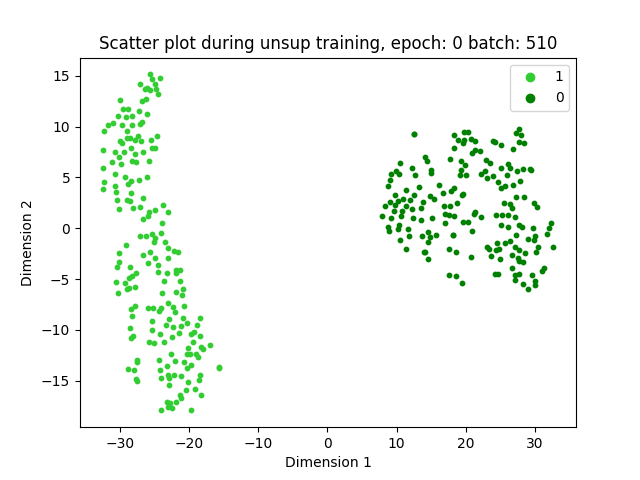 Scatter plot during unsup training, epoch: 0 batch: 510
1
0
15
10
5
0
−5
−10
−15
Dimension 2
−30 −20 −10 0 10 20 30
Dimension 1